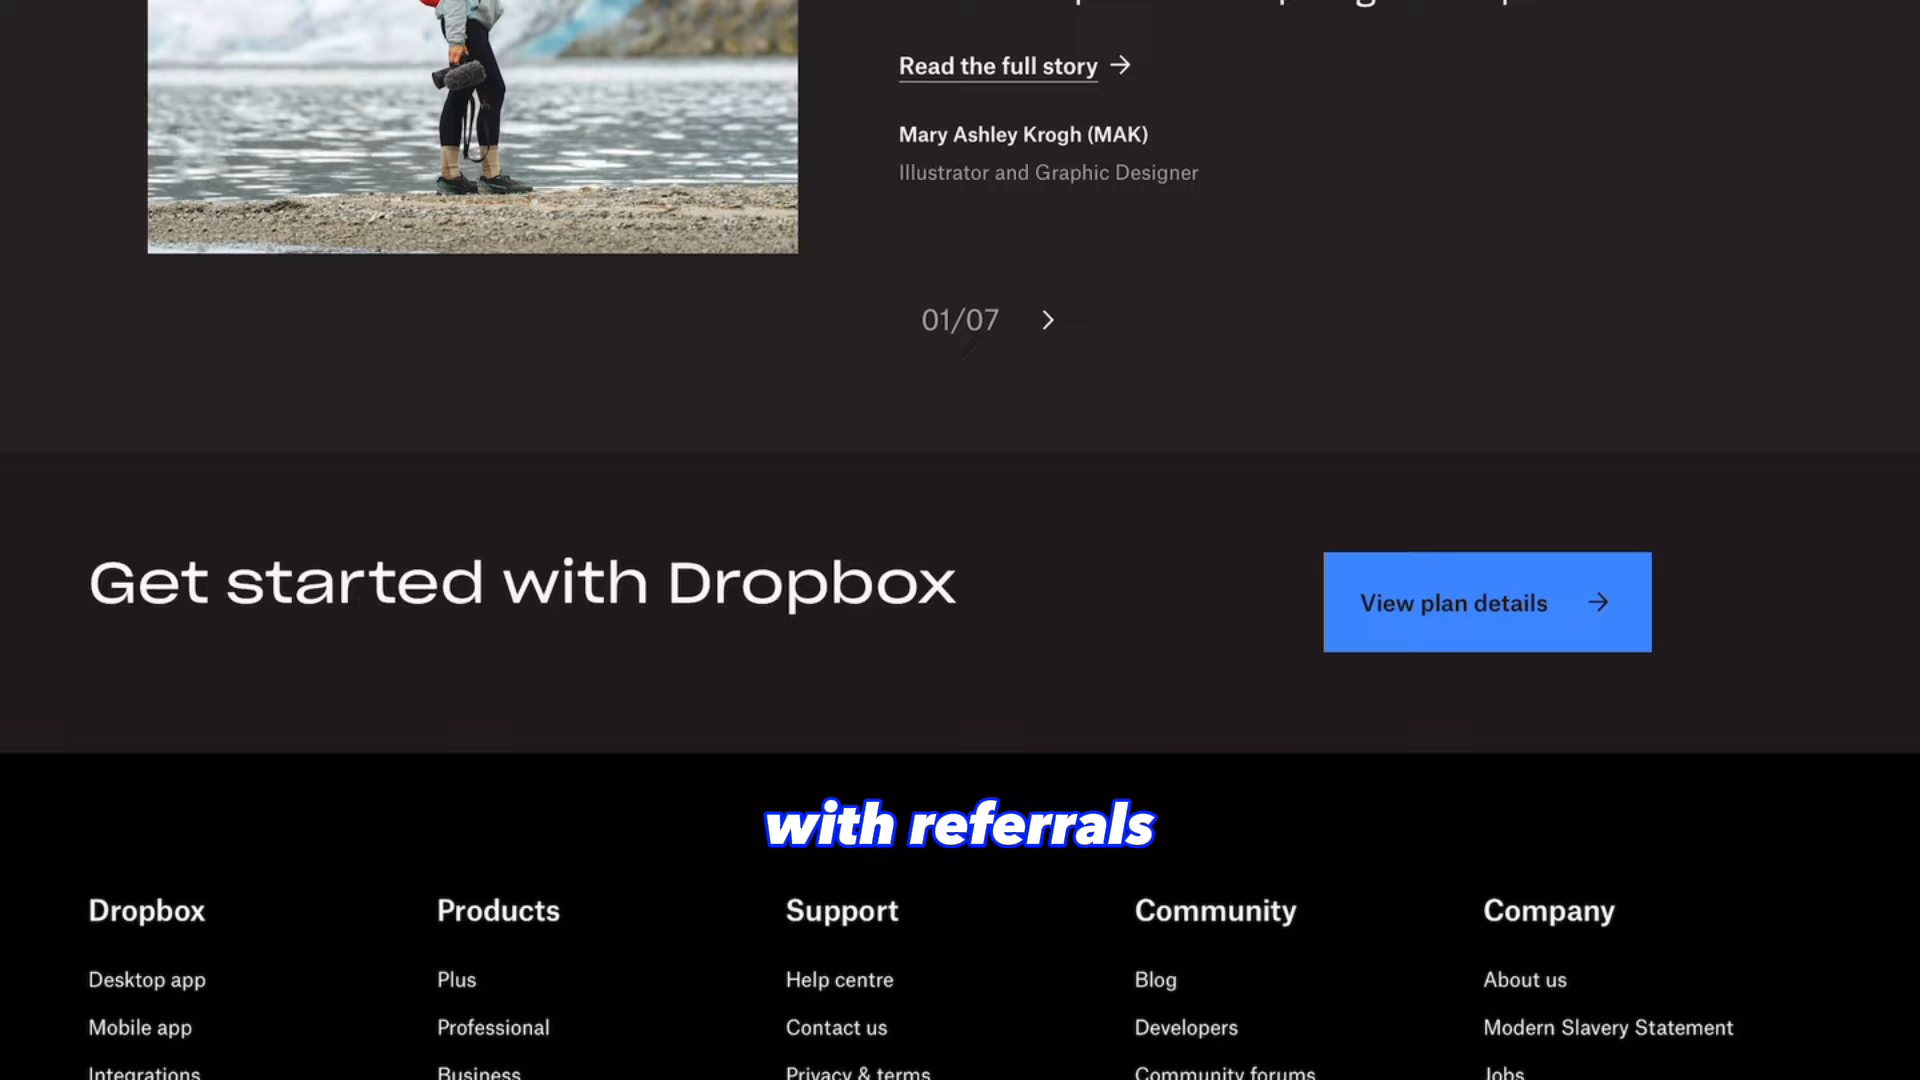 Read the full story →
Mary Ashley Krogh (MAK)
Illustrator and Graphic Designer
01/07 >
Get started with Dropbox
View plan details →
with referrals
Dropbox Products Support Community Company
Desktop app Plus Help centre Blog About us
Mobile app Professional Contact us Developers Modern Slavery Statement
Integrations Business Privacy & terms Community forums Jobs